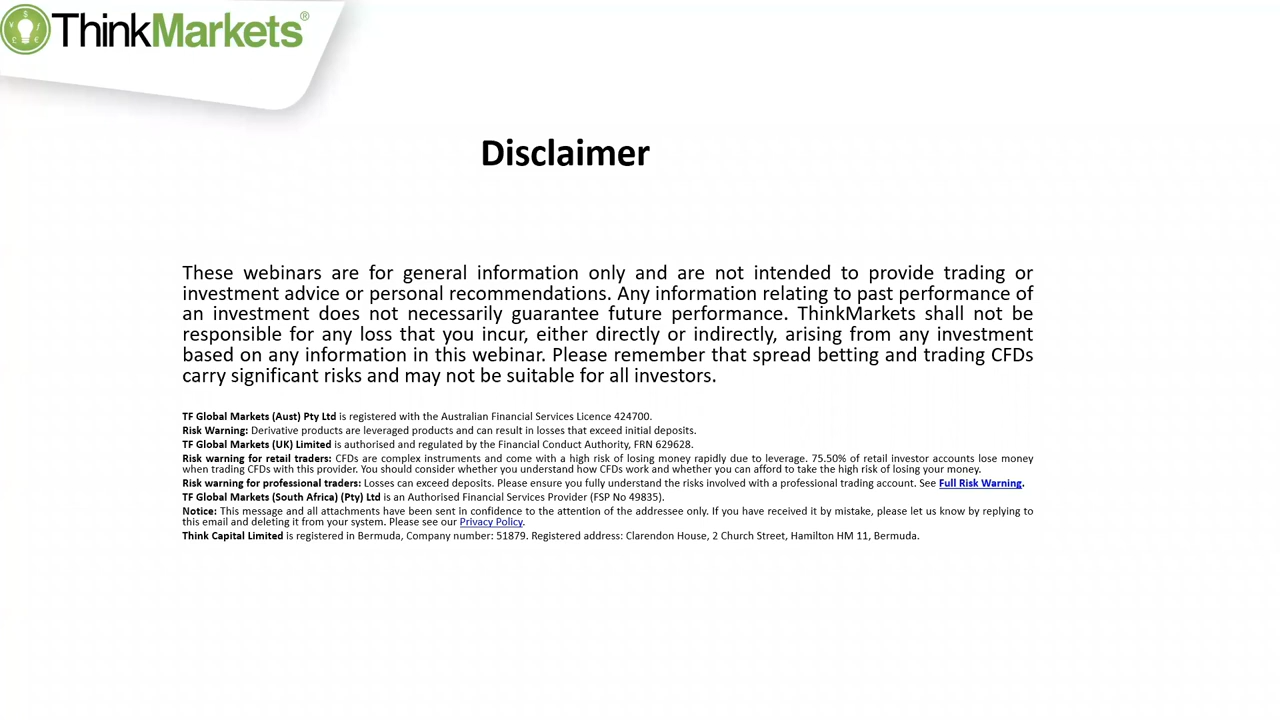 ThinkMarkets®
Disclaimer
These webinars are for general information only and are not intended to provide trading or
investment advice or personal recommendations. Any information relating to past performance of
an investment does not necessarily guarantee future performance. ThinkMarkets shall not be
responsible for any loss that you incur, either directly or indirectly, arising from any investment
based on any information in this webinar. Please remember that spread betting and trading CFDs
carry significant risks and may not be suitable for all investors.
TF Global Markets (Aust) Pty Ltd is registered with the Australian Financial Services Licence 424700.
Risk Warning: Derivative products are leveraged products and can result in losses that exceed initial deposits.
TF Global Markets (UK) Limited is authorised and regulated by the Financial Conduct Authority, FRN 629628.
Risk warning for retail traders: CFDs are complex instruments and come with a high risk of losing money rapidly due to leverage. 75.50% of retail investor accounts lose money
when trading CFDs with this provider. You should consider whether you understand how CFDs work and whether you can afford to take the high risk of losing your money.
Risk warning for professional traders: Losses can exceed deposits. Please ensure you fully understand the risks involved with a professional trading account. See Full Risk Warning.
TF Global Markets (South Africa) (Pty) Ltd is an Authorised Financial Services Provider (FSP No 49835).
Notice: This message and all attachments have been sent in confidence to the attention of the addressee only. If you have received it by mistake, please let us know by replying to
this email and deleting it from your system. Please see our Privacy Policy.
Think Capital Limited is registered in Bermuda, Company number: 51879. Registered address: Clarendon House, 2 Church Street, Hamilton HM 11, Bermuda.